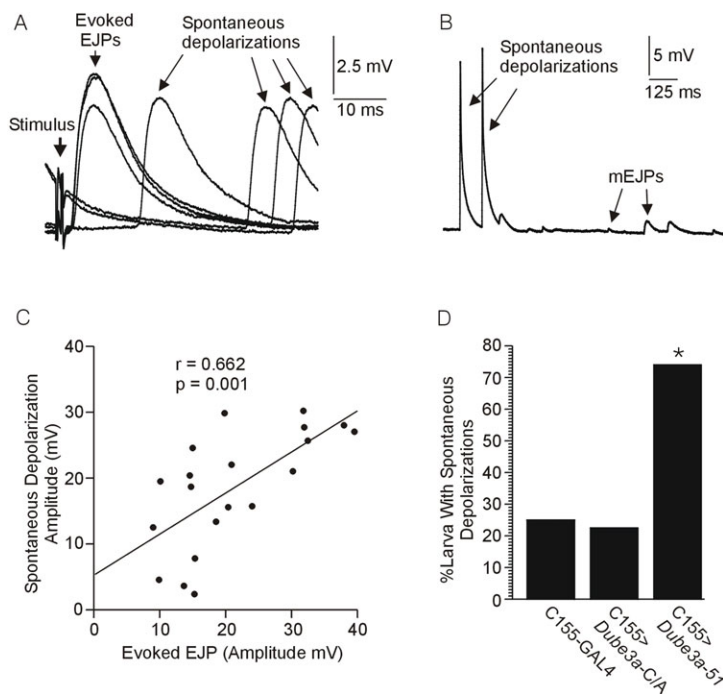 A
Evoked
EJPs
Spontaneous
depolarizations
2.5 mV
10 ms
Stimulus
B
Spontaneous
depolarizations
5 mV
125 ms
mEJPs
C
r = 0.662
p = 0.001
Spontaneous Depolarization
Amplitude (mV)
40
30
20
10
0
0 10 20 30 40
Evoked EJP (Amplitude mV)
D
*
%Larva With Spontaneous
Depolarizations
80
70
60
50
40
30
20
10
0
C155-GAL4
C155>
Dube3a-C/A
C155>
Dube3a-51